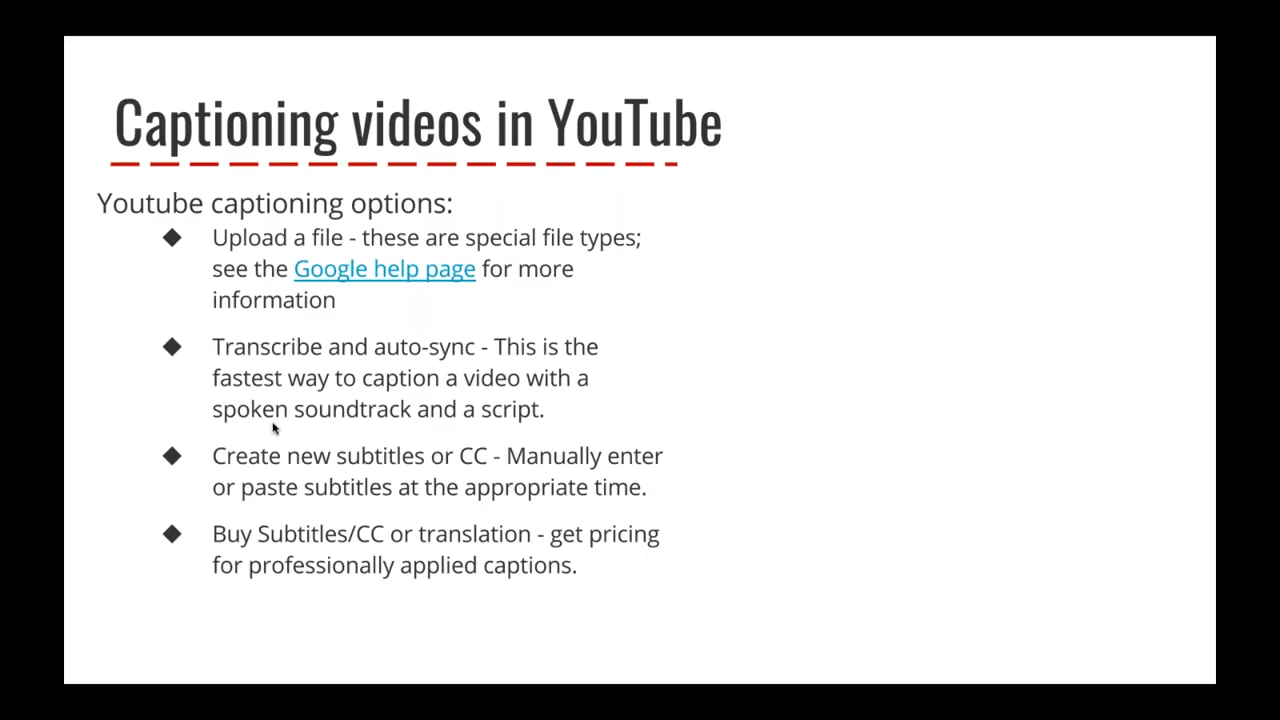 Captioning videos in YouTube
Youtube captioning options:
Upload a file - these are special file types;
see the Google help page for more
information
Transcribe and auto-sync - This is the
fastest way to caption a video with a
spoken soundtrack and a script.
Create new subtitles or CC - Manually enter
or paste subtitles at the appropriate time.
Buy Subtitles/CC or translation - get pricing
for professionally applied captions.